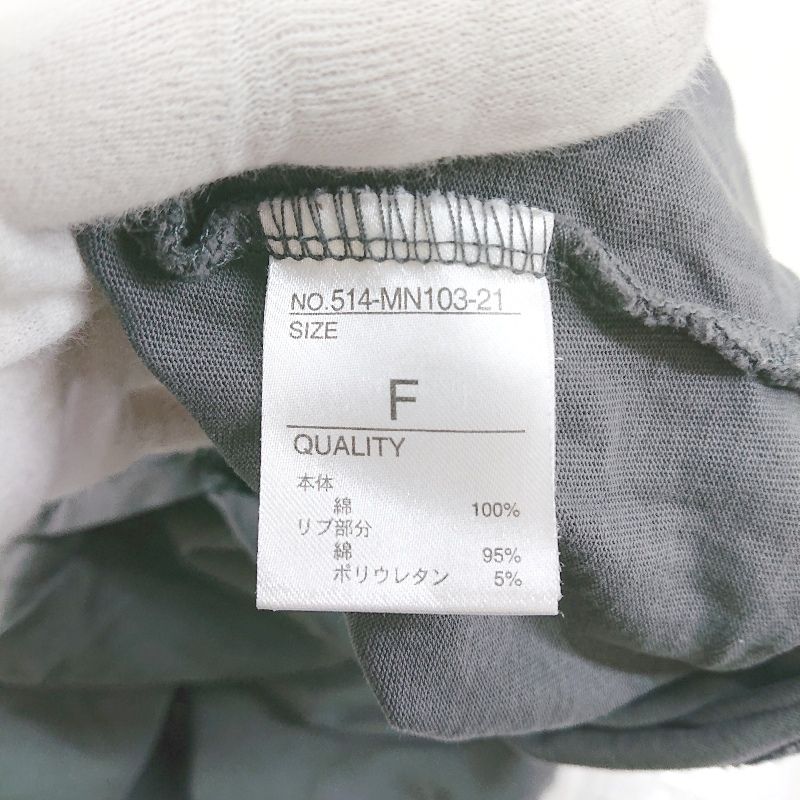 NO.514-MN103-21
SIZE
F
QUALITY
本体
綿 100%
リブ部分
綿 95%
ポリウレタン 5%